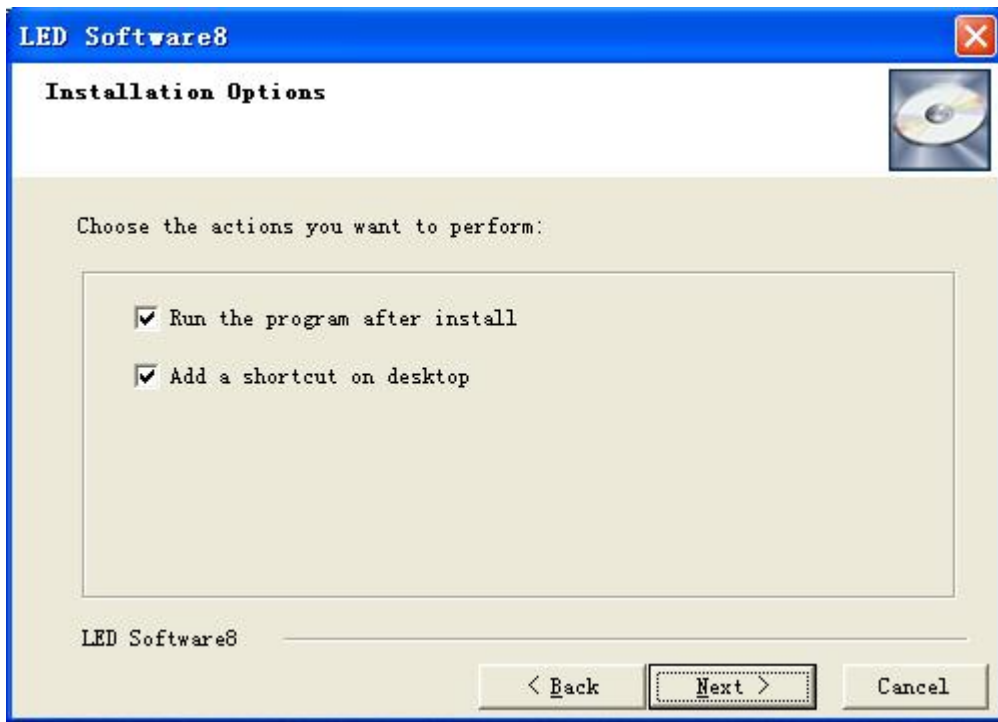 LED Software8
Installation Options
Choose the actions you want to perform:
Run the program after install
Add a shortcut on desktop
LED Software8
< Back Next > Cancel